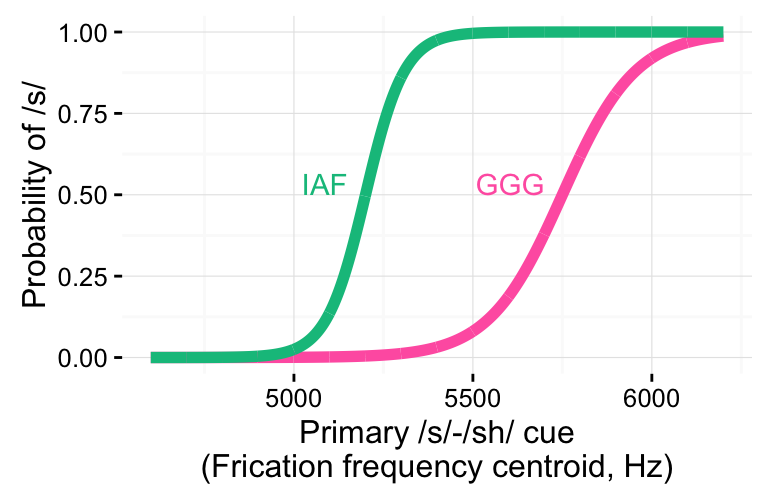 Probability of /s/
1.00
0.75
0.50
0.25
0.00
IAF
GGG
5000
5500
6000
Primary /s/-/sh/ cue
(Frication frequency centroid, Hz)